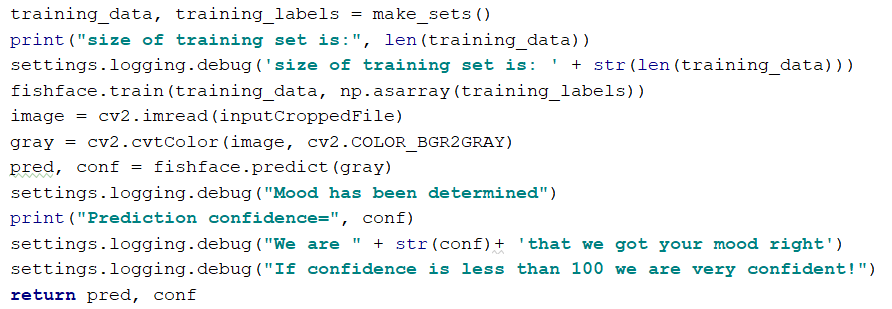 training_data, training_labels = make_sets()
print("size of training set is:", len(training_data))
settings.logging.debug('size of training set is: ' + str(len(training_data)))
fishface.train(training_data, np.asarray(training_labels))
image = cv2.imread(inputCroppedFile)
gray = cv2.cvtColor(image, cv2.COLOR_BGR2GRAY)
pred, conf = fishface.predict(gray)
settings.logging.debug("Mood has been determined")
print("Prediction confidence=", conf)
settings.logging.debug("We are " + str(conf)+ 'that we got your mood right')
settings.logging.debug("If confidence is less than 100 we are very confident!")
return pred, conf